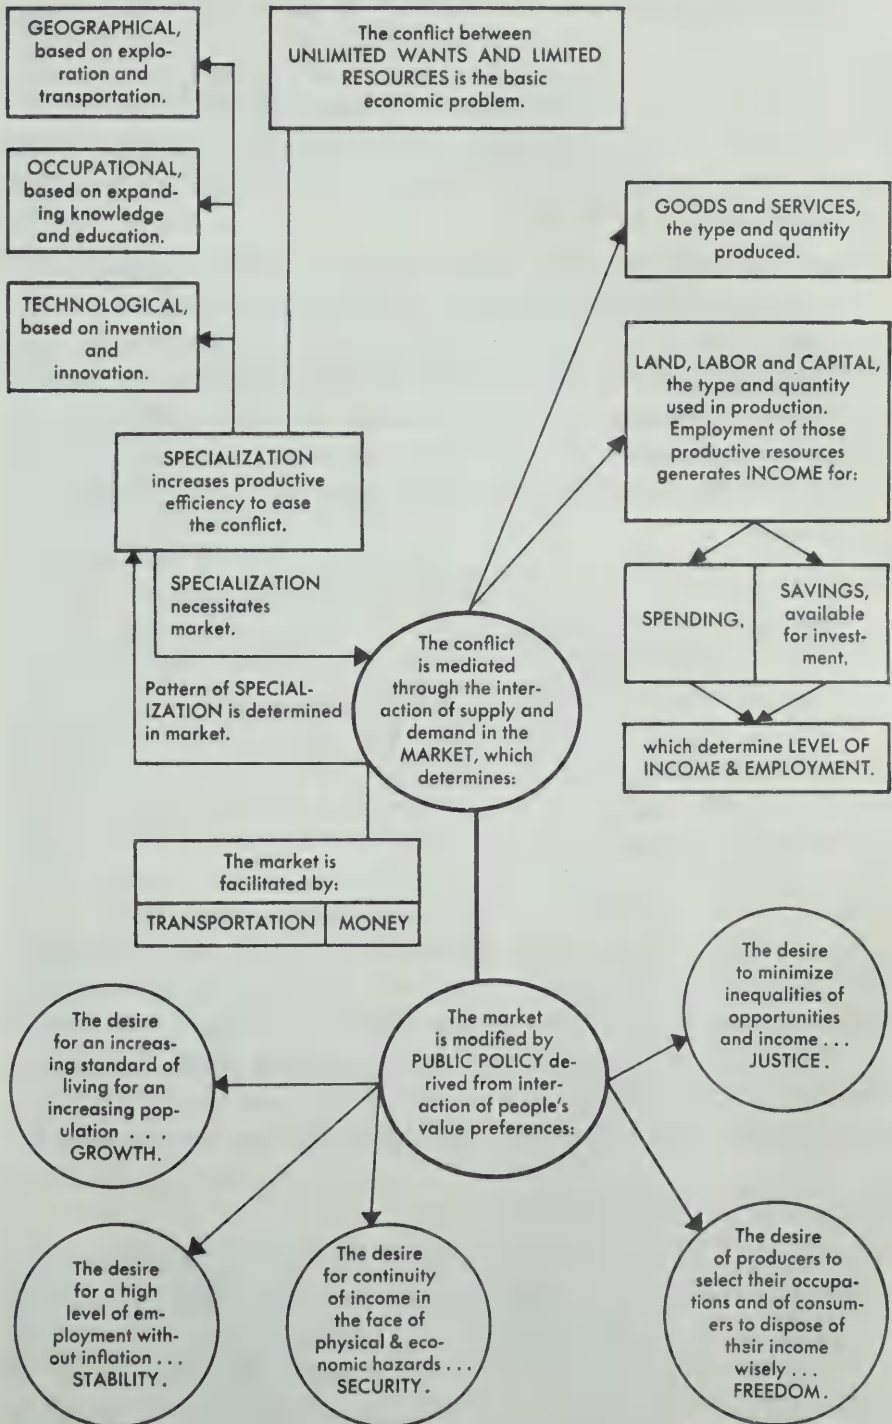 GEOGRAPHICAL,
based on explo-
ration and
transportation.
The conflict between
UNLIMITED WANTS AND LIMITED
RESOURCES is the basic
economic problem.
OCCUPATIONAL,
based on expand-
ing knowledge
and education.
TECHNOLOGICAL,
based on invention
and
innovation.
GOODS and SERVICES,
the type and quantity
produced.
LAND, LABOR and CAPITAL,
the type and quantity
used in production.
Employment of those
productive resources
generates INCOME for:
SPECIALIZATION
increases productive
efficiency to ease
the conflict.
SPECIALIZATION
necessitates
market.
Pattern of SPECIAL-
IZATION is determined
in market.
The conflict
is mediated
through the inter-
action of supply and
demand in the
MARKET, which
determines:
SPENDING,
SAVINGS,
available
for invest-
ment,
which determine LEVEL OF
INCOME & EMPLOYMENT.
The market is
facilitated by:
TRANSPORTATION
MONEY
The market
is modified by
PUBLIC POLICY de-
rived from inter-
action of people's
value preferences:
The desire
to minimize
inequalities of
opportunities
and income ...
JUSTICE.
The desire
for an increas-
ing standard of
living for an
increasing pop-
ulation . . .
GROWTH.
The desire
for a high
level of em-
ployment with-
out inflation ...
STABILITY.
The desire
for continuity
of income in
the face of
physical & eco-
nomic hazards ...
SECURITY.
The desire
of producers to
select their occupa-
tions and of consum-
ers to dispose of
their income
wisely ...
FREEDOM.